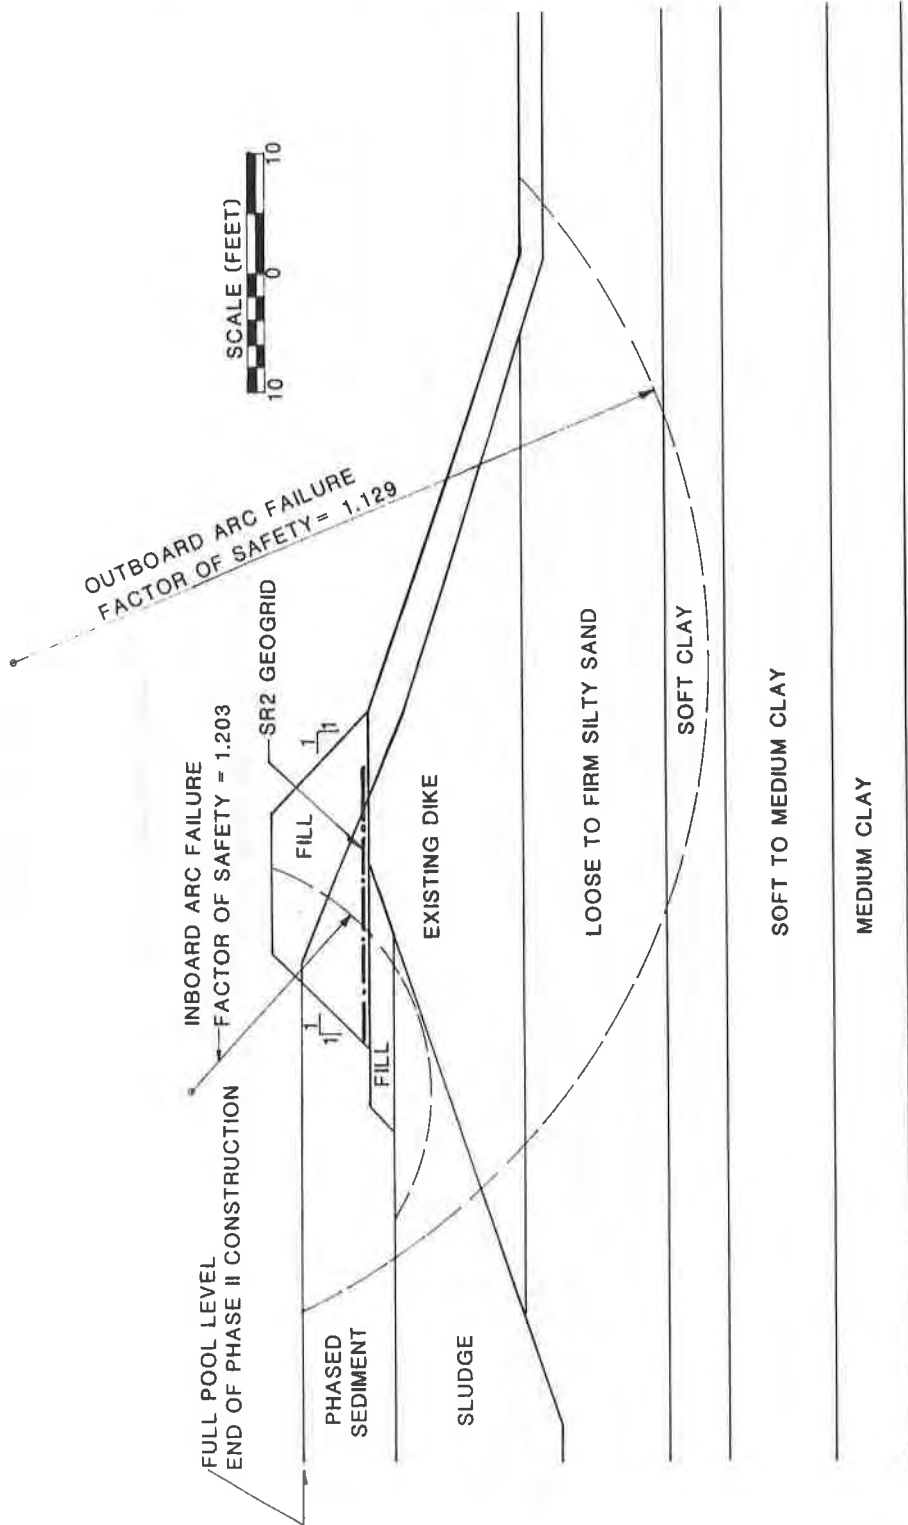 FULL POOL LEVEL
END OF PHASE II CONSTRUCTION
INBOARD ARC FAILURE
FACTOR OF SAFETY = 1.203
OUTBOARD ARC FAILURE
FACTOR OF SAFETY = 1.129
SCALE (FEET)
10 0 10
SR2 GEOGRID
1
1
FILL
1
1
FILL
PHASED
SEDIMENT
EXISTING DIKE
SLUDGE
LOOSE TO FIRM SILTY SAND
SOFT CLAY
SOFT TO MEDIUM CLAY
MEDIUM CLAY